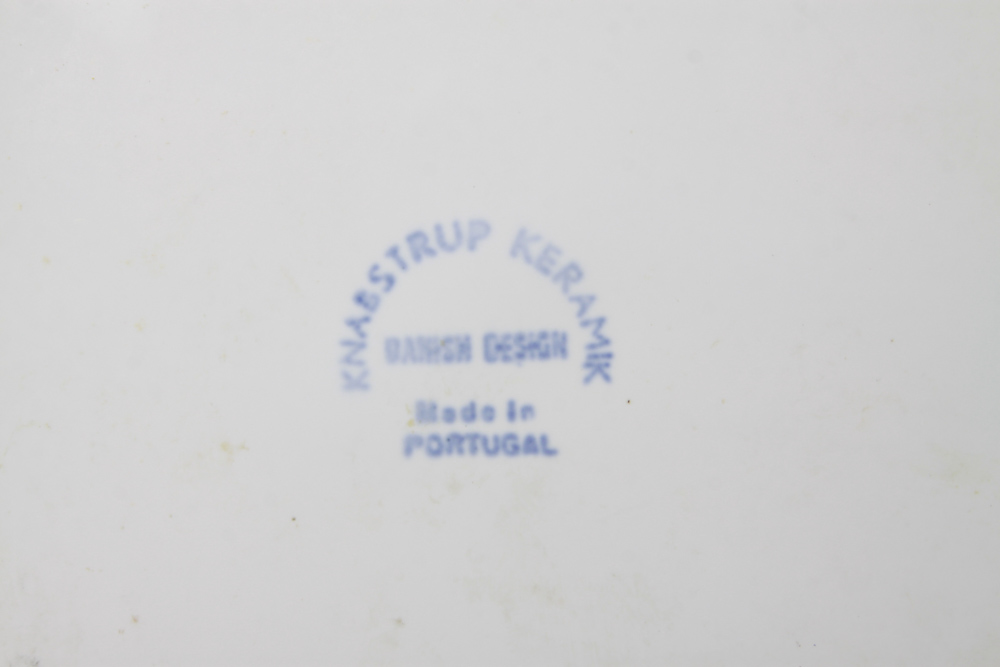 KNABSTRUP KERAMIK
DANISH DESIGN
Made in
PORTUGAL